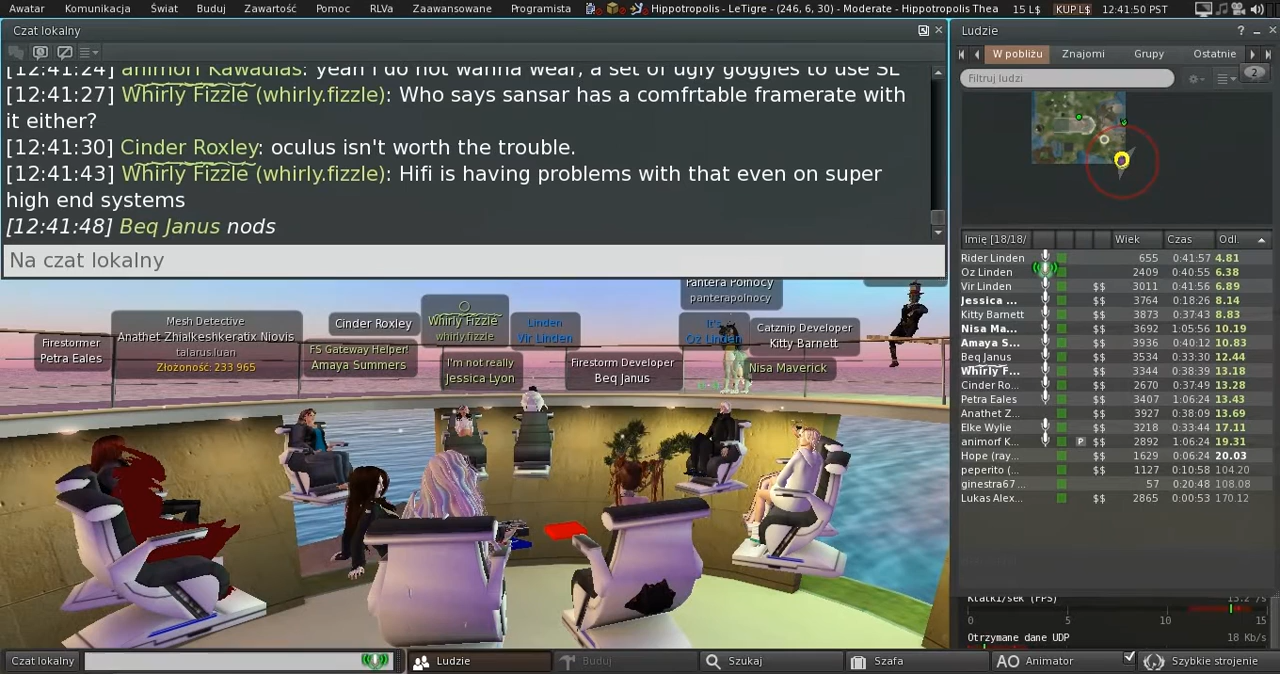 Awatar Komunikacja Świat Buduj Zawartość Pomoc RLVa Zaawansowane Programista Hippotropolis - LeTigre - (246, 6, 30) - Moderate - Hippotropolis Thea 15 L$ KUP L$ 12:41:50 PST
Czat lokalny
[12:41:24] animorf Kawadias: yeah I do not wanna wear, a set of ugly goggles to use SL
[12:41:27] Whirly Fizzle (whirly.fizzle): Who says sansar has a comfrtable framerate with
it either?
[12:41:30] Cinder Roxley: oculus isn't worth the trouble.
[12:41:43] Whirly Fizzle (whirly.fizzle): Hifi is having problems with that even on super
high end systems
[12:41:48] Beq Janus nods
Na czat lokalny
Firestormer
Petra Eales
Mesh Detective
Anathet Zhialkeshkeratix Niovis
talarus.luan
Złożoność: 233 965
Cinder Roxley
FS Gateway Helper!
Amaya Summers
Whirly Fizzle
whirly.fizzle
I'm not really
Jessica Lyon
Linden
Vir Linden
Firestorm Developer
Beq Janus
Pantera Północy
panterapolnocy
It's
Oz Linden
Catznip Developer
Kitty Barnett
Nisa Maverick
Ludzie
W pobliżu Znajomi Grupy Ostatnie
Filtruj ludzi
2
Imię [18/18/ Wiek Czas Odl.
Rider Linden 655 0:41:57 4.81
Oz Linden 2409 0:40:55 6.38
Vir Linden $$ 3011 0:41:56 6.89
Jessica ... $$ 3764 0:18:26 8.14
Kitty Barnett $$ 3873 0:37:43 8.83
Nisa Ma... $$ 3692 1:05:56 10.19
Amaya S... $$ 3936 0:40:12 10.83
Beq Janus $$ 3534 0:33:30 12.44
Whirly F... $$ 3344 0:38:39 13.18
Cinder Ro... $$ 2670 0:37:49 13.28
Petra Eales $$ 3407 1:06:24 13.43
Anathet Z... $$ 3927 0:38:09 13.69
Elke Wylie $$ 3218 0:33:44 17.11
animorf K... P $$ 2892 1:06:24 19.31
Hope (ray... $$ 1629 0:06:24 20.03
peperito (... $$ 1127 0:10:58 104.20
ginestra67... 57 0:20:48 108.08
Lukas Alex... $$ 2865 0:00:53 170.12
Klatki/sek (FPS) 13.2 /s
0 5 10 15
Otrzymane dane UDP 18 Kb/s
Czat lokalny Ludzie Buduj Szukaj Szafa AO Animator Szybkie strojenie